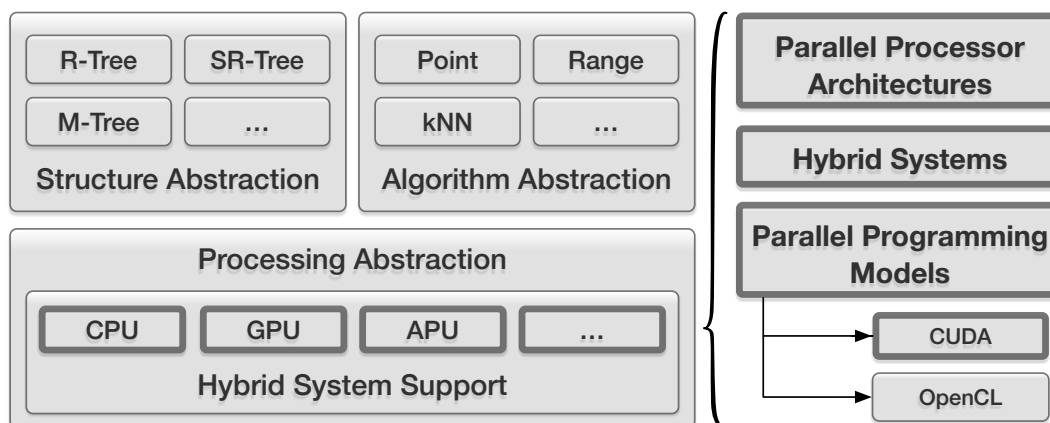 R-Tree
SR-Tree
M-Tree
...
Structure Abstraction
Point
Range
kNN
...
Algorithm Abstraction
Processing Abstraction
CPU
GPU
APU
...
Hybrid System Support
Parallel Processor
Architectures
Hybrid Systems
Parallel Programming
Models
CUDA
OpenCL